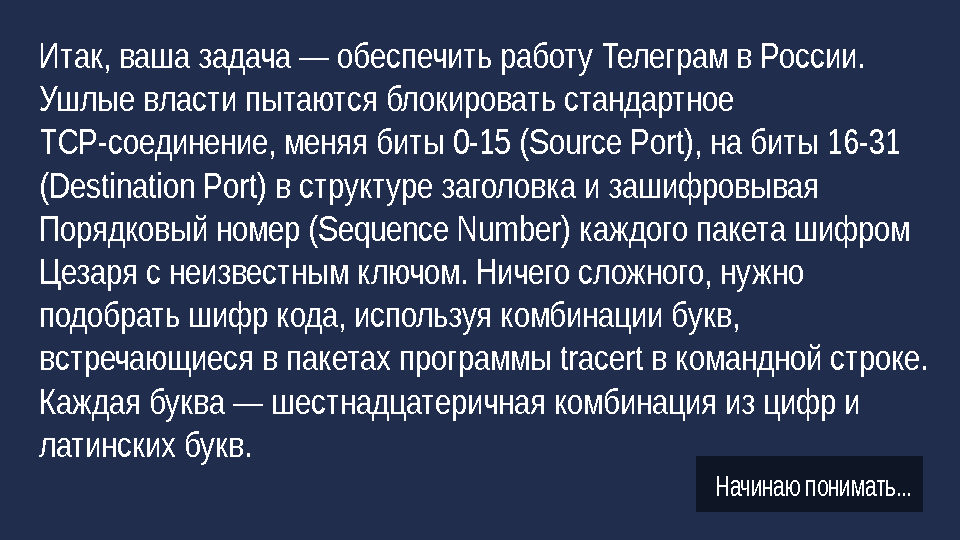 Итак, ваша задача — обеспечить работу Телеграм в России.
Ушлые власти пытаются блокировать стандартное
TCP-соединение, меняя биты 0-15 (Source Port), на биты 16-31
(Destination Port) в структуре заголовка и зашифровывая
Порядковый номер (Sequence Number) каждого пакета шифром
Цезаря с неизвестным ключом. Ничего сложного, нужно
подобрать шифр кода, используя комбинации букв,
встречающиеся в пакетах программы tracert в командной строке.
Каждая буква — шестнадцатеричная комбинация из цифр и
латинских букв.
Начинаю понимать...